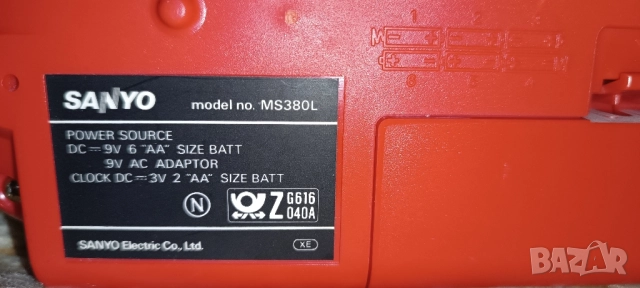 SANYO model no. MS380L
POWER SOURCE
DC⎓9V 6 "AA" SIZE BATT
9V AC ADAPTOR
CLOCK DC⎓3V 2 "AA" SIZE BATT
N Z G616
040A
SANYO Electric Co., Ltd. XE
BAZAR